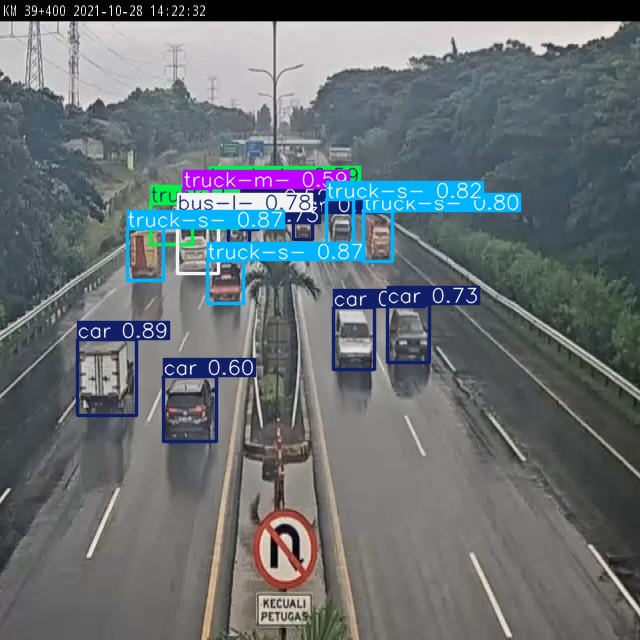 KM 39+400 2021-10-28 14:22:32
truck-m- 0.59
truck-s- 0.82
bus-l- 0.78
truck-s- 0.80
truck-s- 0.87
truck-s- 0.87
car
car 0.73
car 0.89
car 0.60
KECUALI
PETUGAS